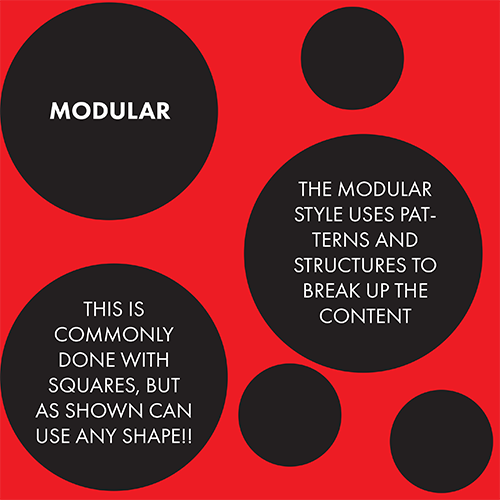 MODULAR
THE MODULAR
STYLE USES PAT-
TERNS AND
STRUCTURES TO
BREAK UP THE
CONTENT
THIS IS
COMMONLY
DONE WITH
SQUARES, BUT
AS SHOWN CAN
USE ANY SHAPE!!